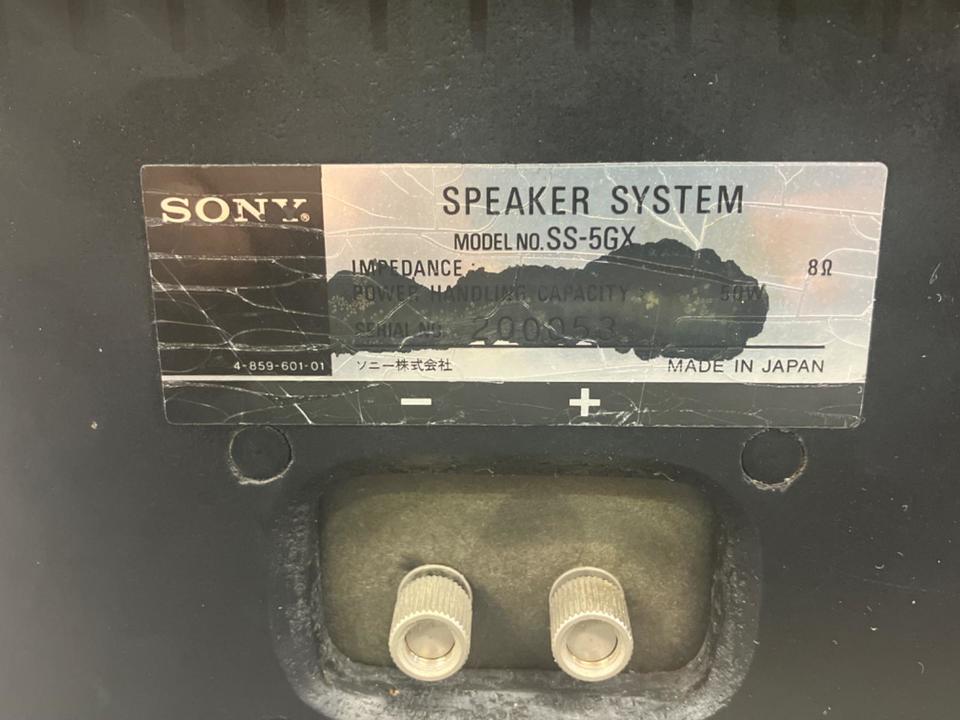 SONY®
SPEAKER SYSTEM
MODEL NO. SS-5GX
IMPEDANCE : 8Ω
POWER HANDLING CAPACITY : 50W
SERIAL NO. 200053
4-859-601-01 ソニー株式会社 MADE IN JAPAN
− +